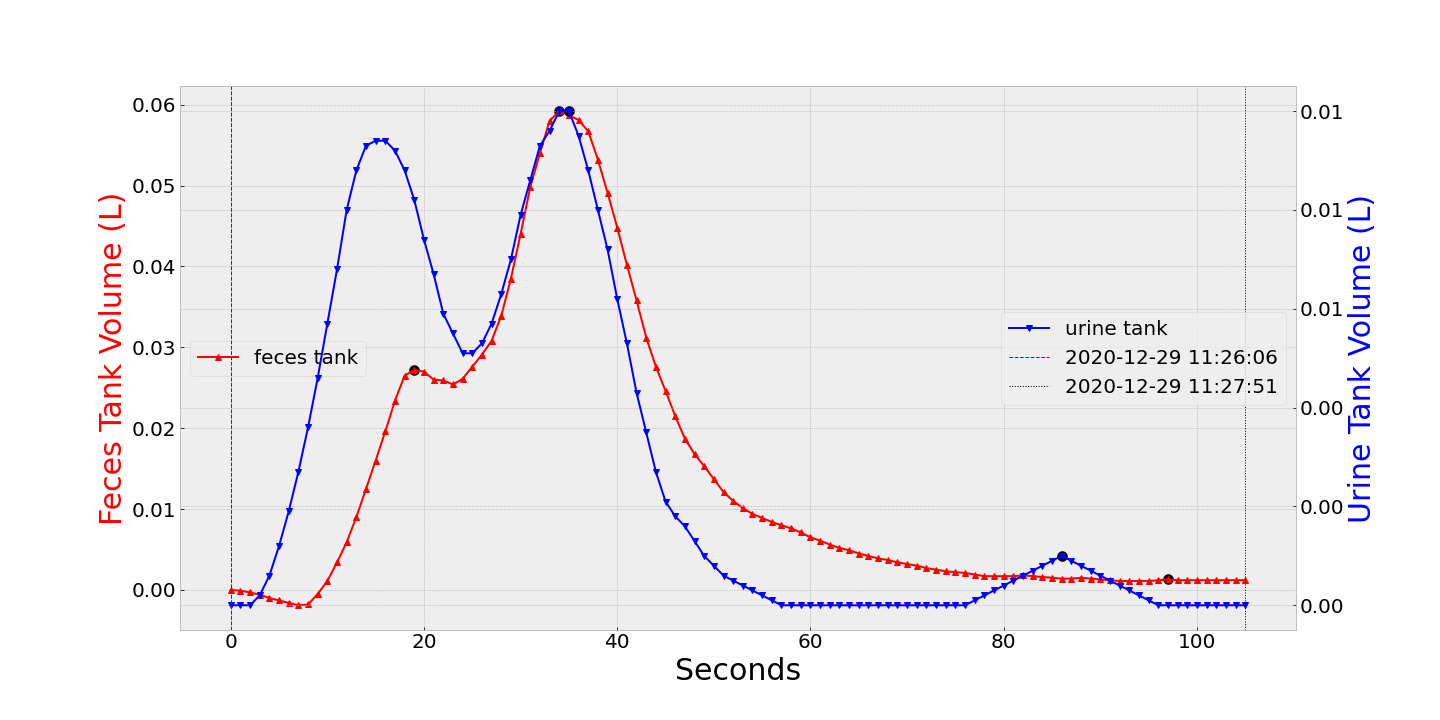 Feces Tank Volume (L)
0.06
0.05
0.04
0.03
0.02
0.01
0.00
feces tank
urine tank
2020-12-29 11:26:06
2020-12-29 11:27:51
0.01
0.01
0.01
0.00
0.00
0.00
Urine Tank Volume (L)
0 20 40 60 80 100
Seconds